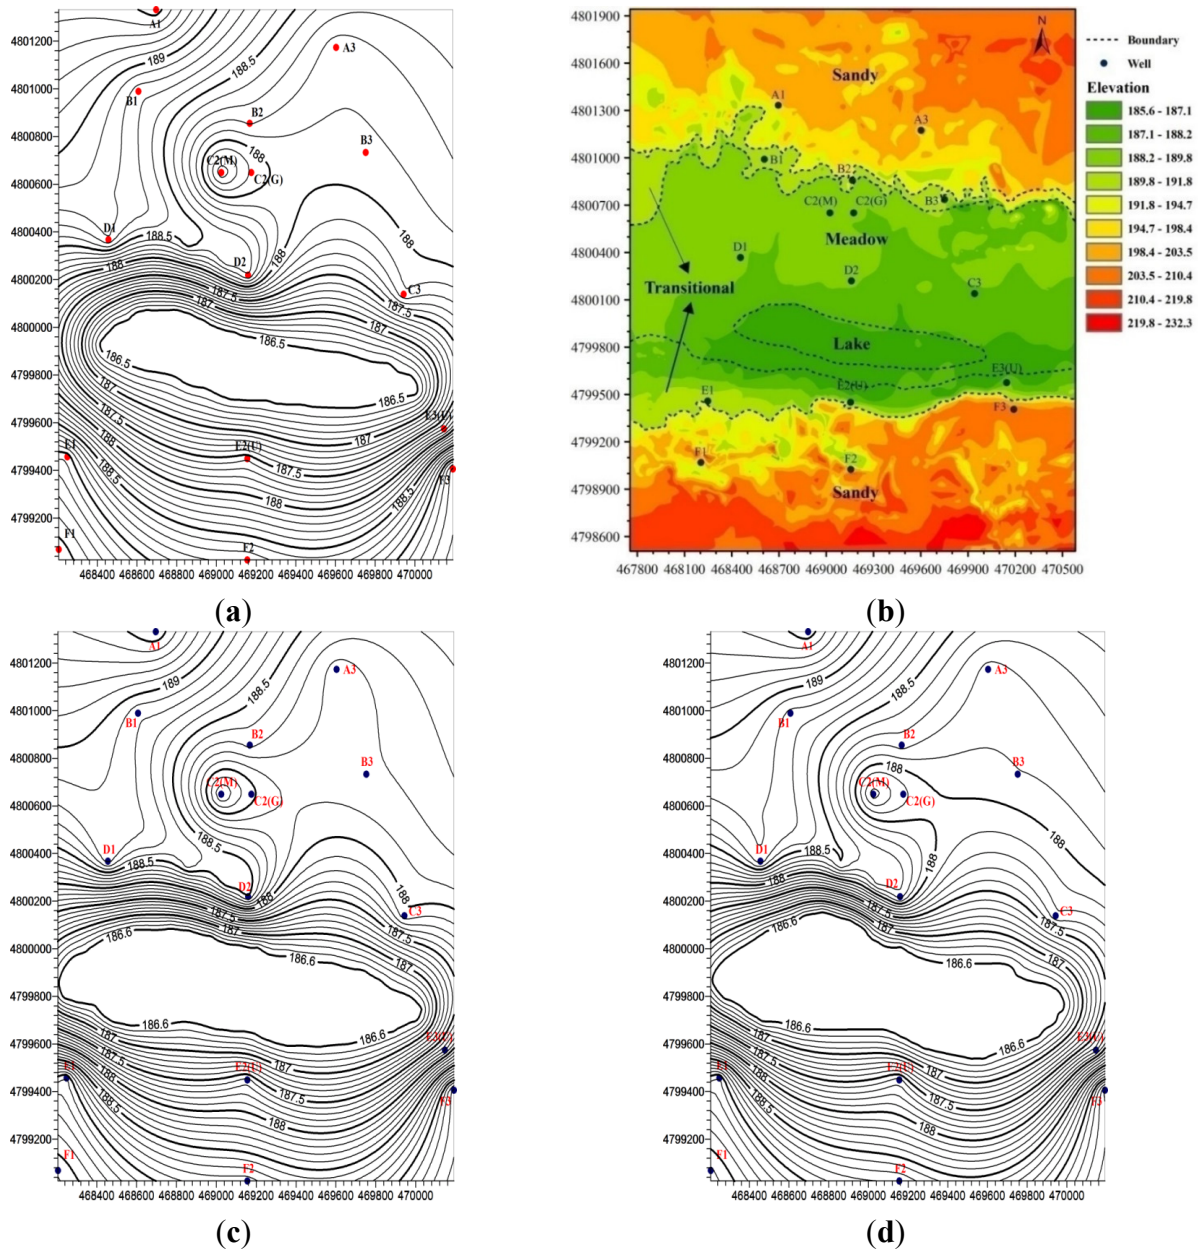 A1
4801200
4801000
4800800
4800600
4800400
4800200
4800000
4799800
4799600
4799400
4799200
189
188.5
A3
B1
B2
B3
C2(M)
188
C2(G)
D1
188.5
188
D2
187.5
188
C3
187
187.5
187
186.5
186.5
186.5
187
187
E1
188
E2(U)
187.5
188
188.5
F3
F1
F2
468400 468600 468800 469000 469200 469400 469600 469800 470000
(a)
4801900
4801600
4801300
4801000
4800700
4800400
4800100
4799800
4799500
4799200
4798900
4798600
N
Sandy
A1
A3
B1
B2
C2(M) C2(G)
B3
Meadow
D1
D2
Transitional
C3
Lake
E3(U)
E1
E2(U)
F3
F1
F2
Sandy
467800 468100 468400 468700 469000 469300 469600 469900 470200 470500
Boundary
Well
Elevation
185.6 - 187.1
187.1 - 188.2
188.2 - 189.8
189.8 - 191.8
191.8 - 194.7
194.7 - 198.4
198.4 - 203.5
203.5 - 210.4
210.4 - 219.8
219.8 - 232.3
(b)
4801200
4801000
4800800
4800600
4800400
4800200
4800000
4799800
4799600
4799400
4799200
A1
189
188.5
A3
B1
B2
B3
C2(M)
C2(G)
D1
188.5
188.5
D2
188
C3
187.5
187.5
187
187
186.6
186.6
186.6
186.6
187
187
E1
187.5
E2(U)
188
187.5
188.5
188
188.5
F3
F1
F2
468400 468600 468800 469000 469200 469400 469600 469800 470000
(c)
4801200
4801000
4800800
4800600
4800400
4800200
4800000
4799800
4799600
4799400
4799200
A1
189
188.5
A3
B1
B2
188
B3
C2(M)
C2(G)
D1
188.5
188
188
188
D2
187.5
C3
187
187.5
187
186.6
186.6
186.6
186.6
187
187
E1
187.5
E2(U)
188
187.5
188.5
188
188.5
F3
F1
F2
468400 468600 468800 469000 469200 469400 469600 469800 470000
(d)